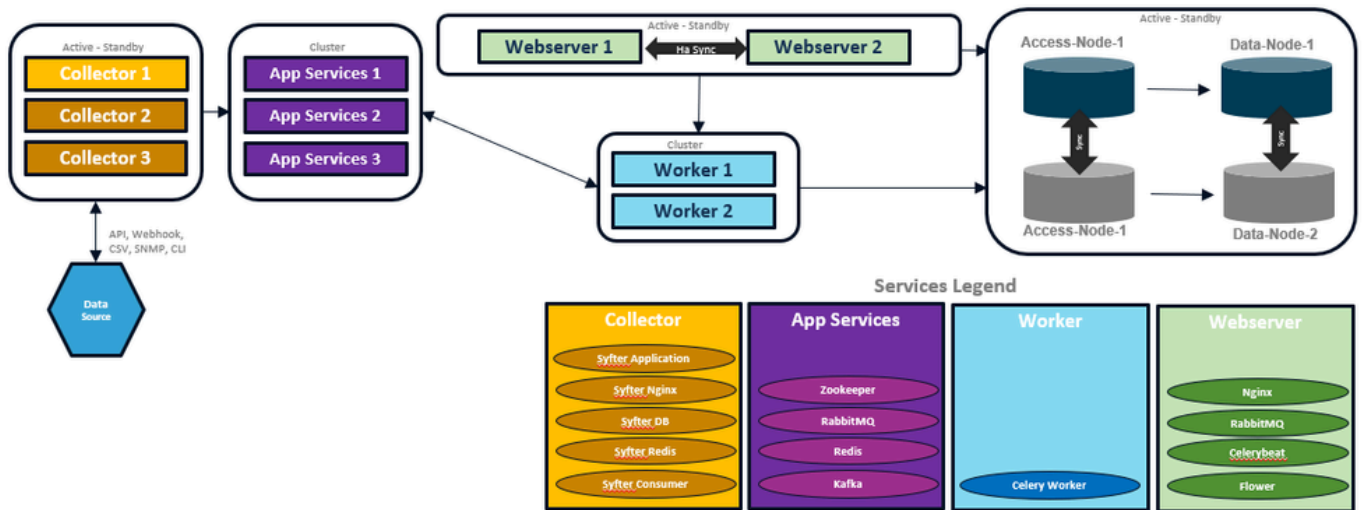 Active - Standby
Collector 1
Collector 2
Collector 3
Cluster
App Services 1
App Services 2
App Services 3
Active - Standby
Webserver 1
Ha Sync
Webserver 2
Cluster
Worker 1
Worker 2
Active - Standby
Access-Node-1
Data-Node-1
Sync
Sync
Access-Node-1
Data-Node-2
API, Webhook,
CSV, SNMP, CLI
Data
Source
Services Legend
Collector
Syfter Application
Syfter Nginx
Syfter DB
Syfter Redis
Syfter Consumer
App Services
Zookeeper
RabbitMQ
Redis
Kafka
Worker
Celery Worker
Webserver
Nginx
RabbitMQ
Celerybeat
Flower